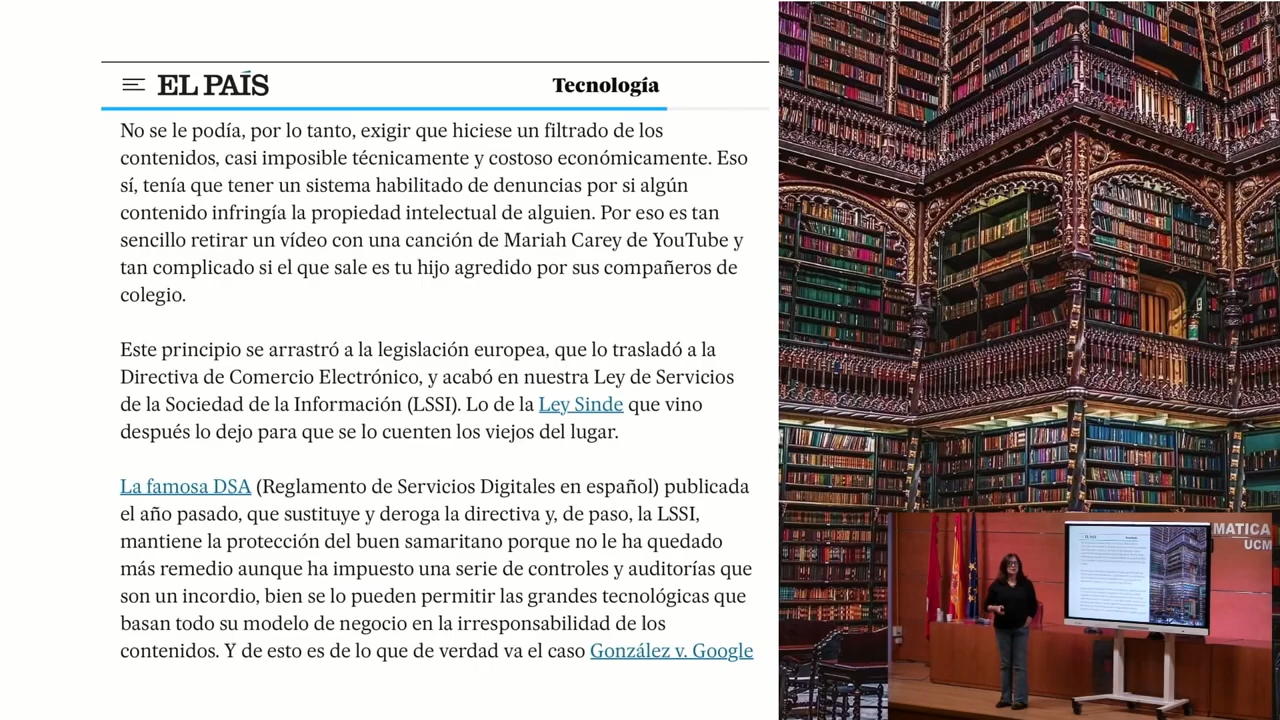 EL PAÍS
Tecnología
No se le podía, por lo tanto, exigir que hiciese un filtrado de los
contenidos, casi imposible técnicamente y costoso económicamente. Eso
sí, tenía que tener un sistema habilitado de denuncias por si algún
contenido infringía la propiedad intelectual de alguien. Por eso es tan
sencillo retirar un vídeo con una canción de Mariah Carey de YouTube y
tan complicado si el que sale es tu hijo agredido por sus compañeros de
colegio.
Este principio se arrastró a la legislación europea, que lo trasladó a la
Directiva de Comercio Electrónico, y acabó en nuestra Ley de Servicios
de la Sociedad de la Información (LSSI). Lo de la Ley Sinde que vino
después lo dejo para que se lo cuenten los viejos del lugar.
La famosa DSA (Reglamento de Servicios Digitales en español) publicada
el año pasado, que sustituye y deroga la directiva y, de paso, la LSSI,
mantiene la protección del buen samaritano porque no le ha quedado
más remedio aunque ha impuesto una serie de controles y auditorías que
son un incordio, bien se lo pueden permitir las grandes tecnológicas que
basan todo su modelo de negocio en la irresponsabilidad de los
contenidos. Y de esto es de lo que de verdad va el caso González v. Google
MATICA
UCM